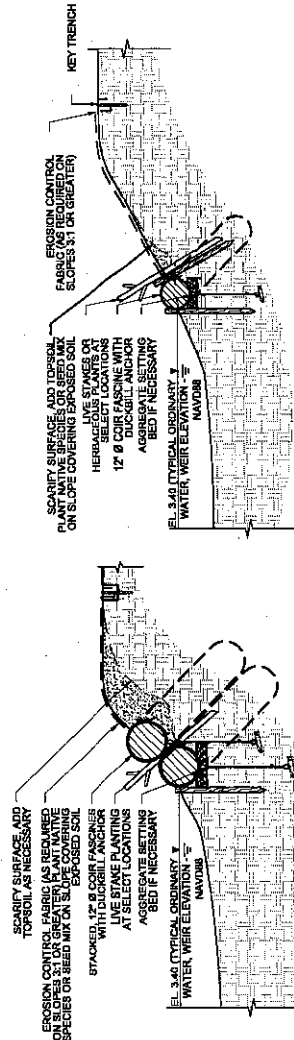 SCARIFY SURFACE, ADD
TOPSOIL AS NECESSARY
EROSION CONTROL FABRIC (AS REQUIRED
ON SLOPES 3:1 OR GREATER) PLANT NATIVE
SPECIES OR SEED MIX ON SLOPE COVERING
EXPOSED SOIL
STACKED, 12" Ø COIR FASCINES
WITH DUCKBILL ANCHOR
LIVE STAKE PLANTING
AT SELECT LOCATIONS
AGGREGATE SETTING
BED IF NECESSARY
EL. 3.40 (TYPICAL ORDINARY
WATER, WEIR ELEVATION -
NAVD88
SCARIFY SURFACE, ADD TOPSOIL
PLANT NATIVE SPECIES OR SEED MIX
ON SLOPE COVERING EXPOSED SOIL
EROSION CONTROL
FABRIC (AS REQUIRED ON
SLOPES 3:1 OR GREATER)
KEY TRENCH
LIVE STAKES OR
HERBACEOUS PLANTS AT
SELECT LOCATIONS
12" Ø COIR FASCINE WITH
DUCKBILL ANCHOR
AGGREGATE SETTING
BED IF NECESSARY
EL. 3.40 (TYPICAL ORDINARY
WATER, WEIR ELEVATION -
NAVD88